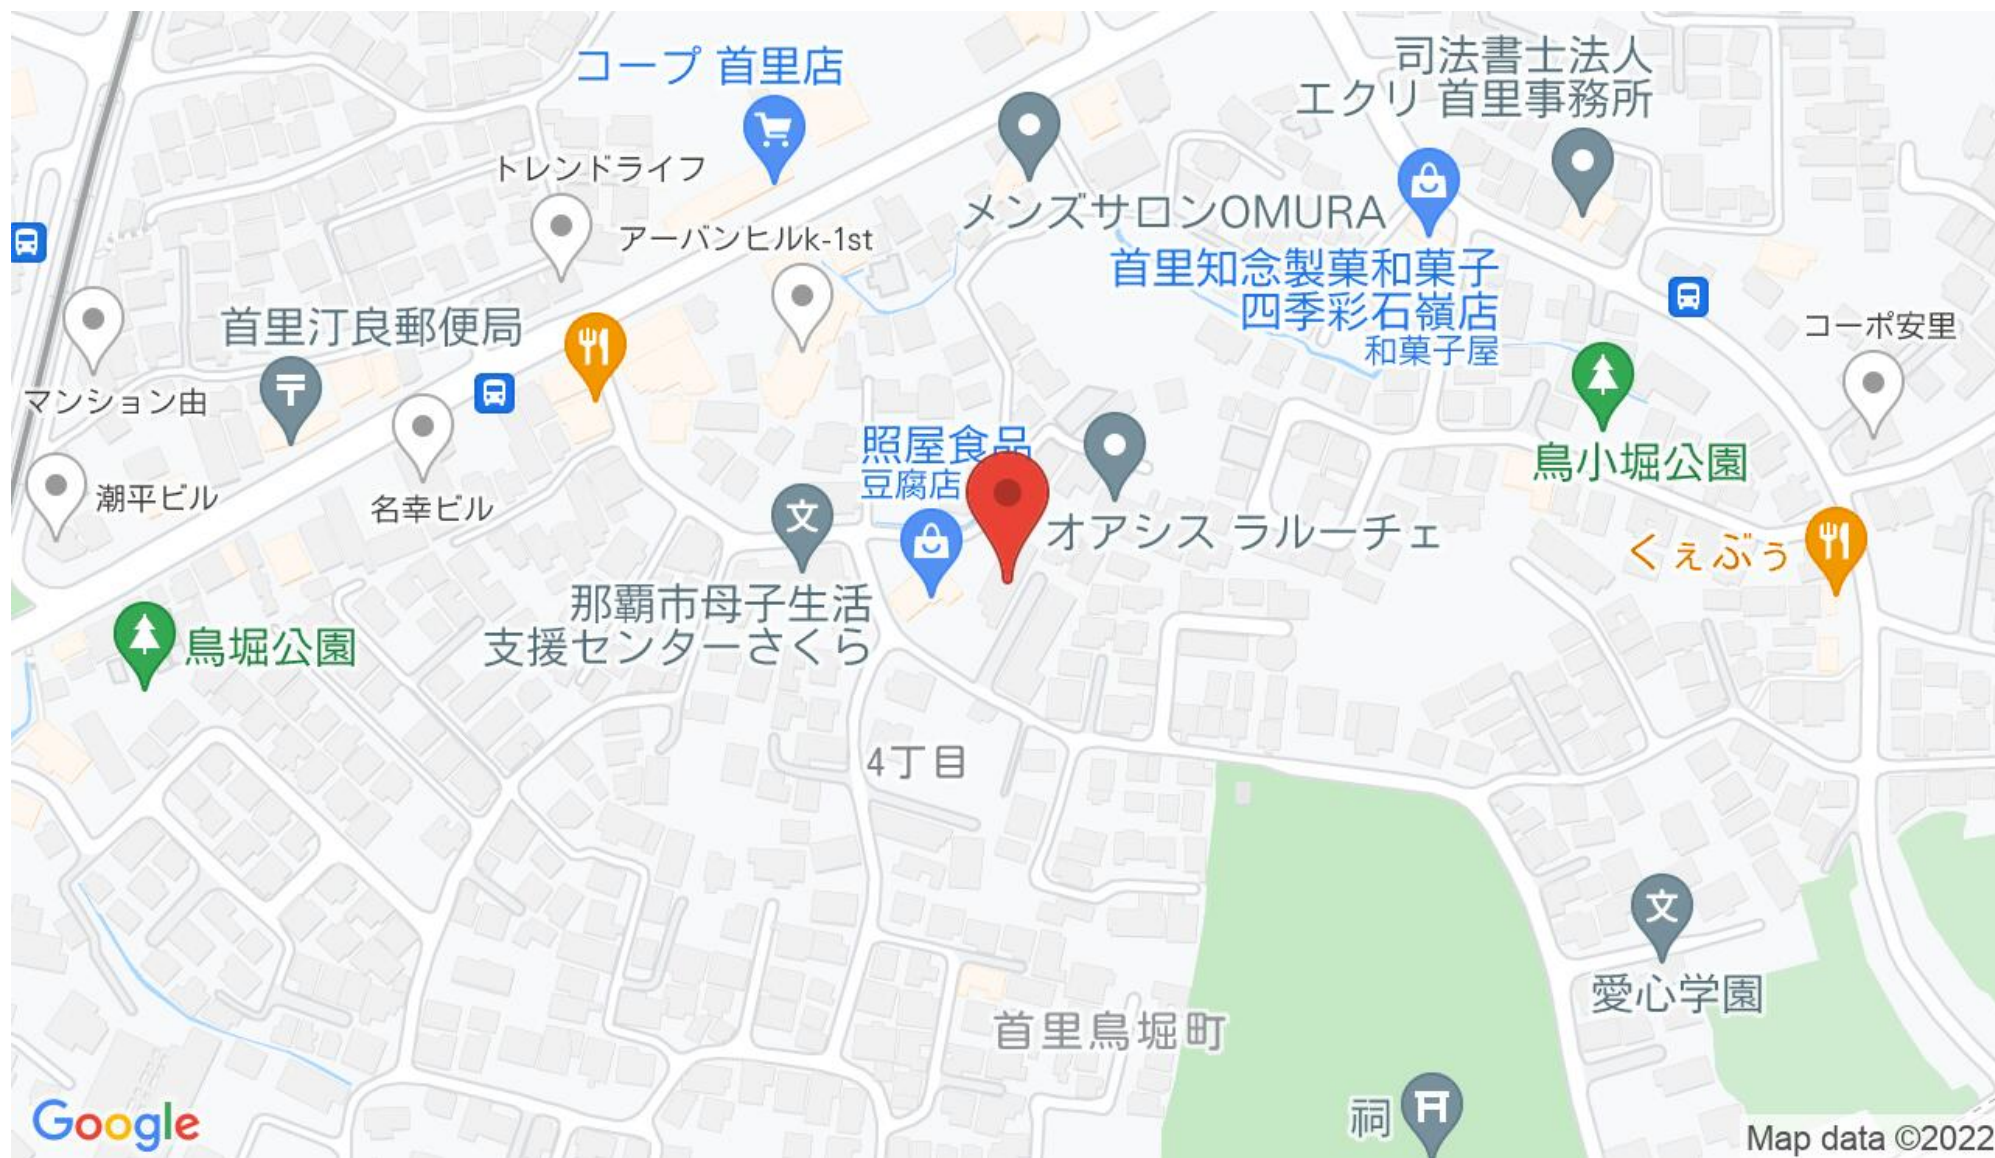 コープ 首里店
司法書士法人
エクリ 首里事務所
トレンドライフ
メンズサロンOMURA
アーバンヒルk-1st
首里知念製菓和菓子
四季彩石嶺店
和菓子屋
首里汀良郵便局
コーポ安里
マンション由
照屋食品
豆腐店
鳥小堀公園
潮平ビル
名幸ビル
文
オアシス ラルーチェ
くぇぶぅ
那覇市母子生活
支援センターさくら
鳥堀公園
4丁目
文
愛心学園
首里鳥堀町
祠
Google
Map data ©2022